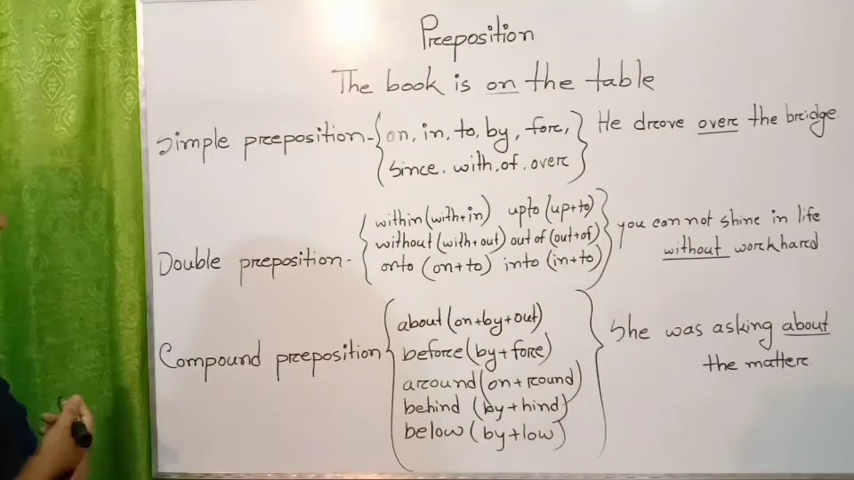 Preposition
The book is on the table
Simple preposition - {on, in, to, by, for, since. with. of. over} He drove over the bridge
Double preposition - {within (with+in) upto (up+to) without (with+out) out of (out+of) onto (on+to) into (in+to)} you can not shine in life without work hard
Compound preposition {about (on+by+out) before (by+fore) around (on+round) behind (by+hind) below (by+low)} She was asking about the matter